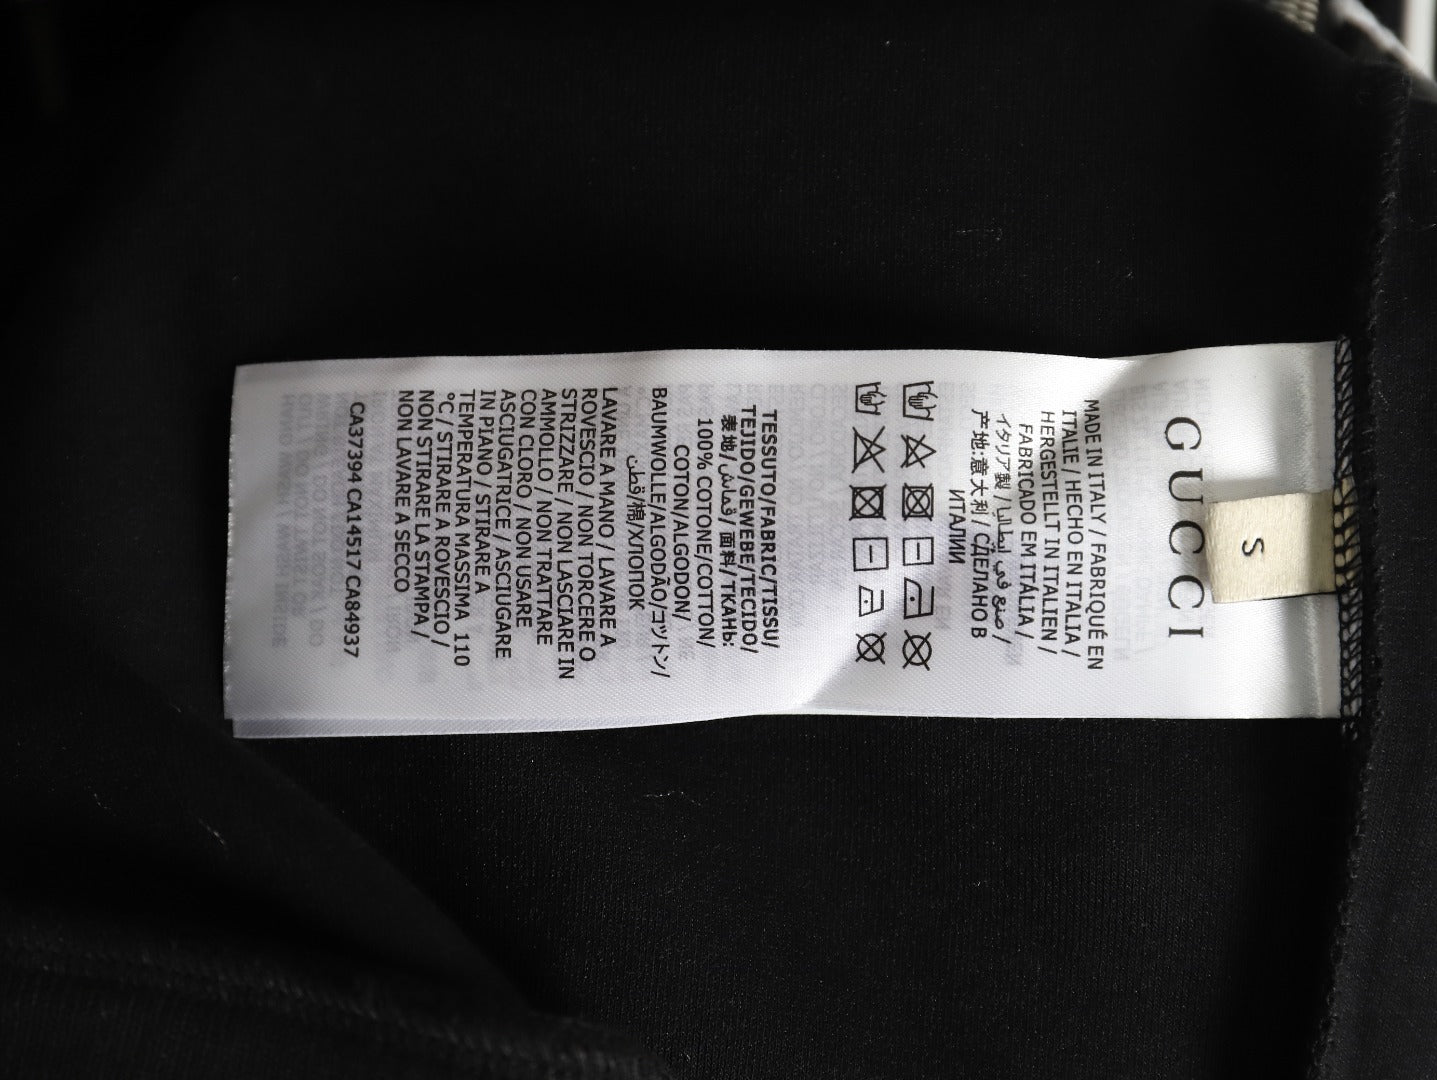 GUCCI
S
MADE IN ITALY / FABRIQUÉ EN
ITALIE / HECHO EN ITALIA /
HERGESTELLT IN ITALIEN /
FABRICADO EM ITÁLIA /
イタリア製 / صنع في إيطاليا /
产地:意大利 / СДЕЛАНО В
ИТАЛИИ
TESSUTO/FABRIC/TISSU/
TEJIDO/GEWEBE/TECIDO/
表地/قماش/面料/ТКАНЬ:
100% COTONE/COTTON/
COTON/ALGODON/
BAUMWOLLE/ALGODÃO/コットン/
قطن/棉/ХЛОПОК
LAVARE A MANO / LAVARE A
ROVESCIO / NON TORCERE O
STRIZZARE / NON LASCIARE IN
AMMOLLO / NON TRATTARE
CON CLORO / NON USARE
ASCIUGATRICE / ASCIUGARE
IN PIANO / STIRARE A
TEMPERATURA MASSIMA 110
°C / STIRARE A ROVESCIO /
NON STIRARE LA STAMPA /
NON LAVARE A SECCO
CA37394 CA14517 CA84937